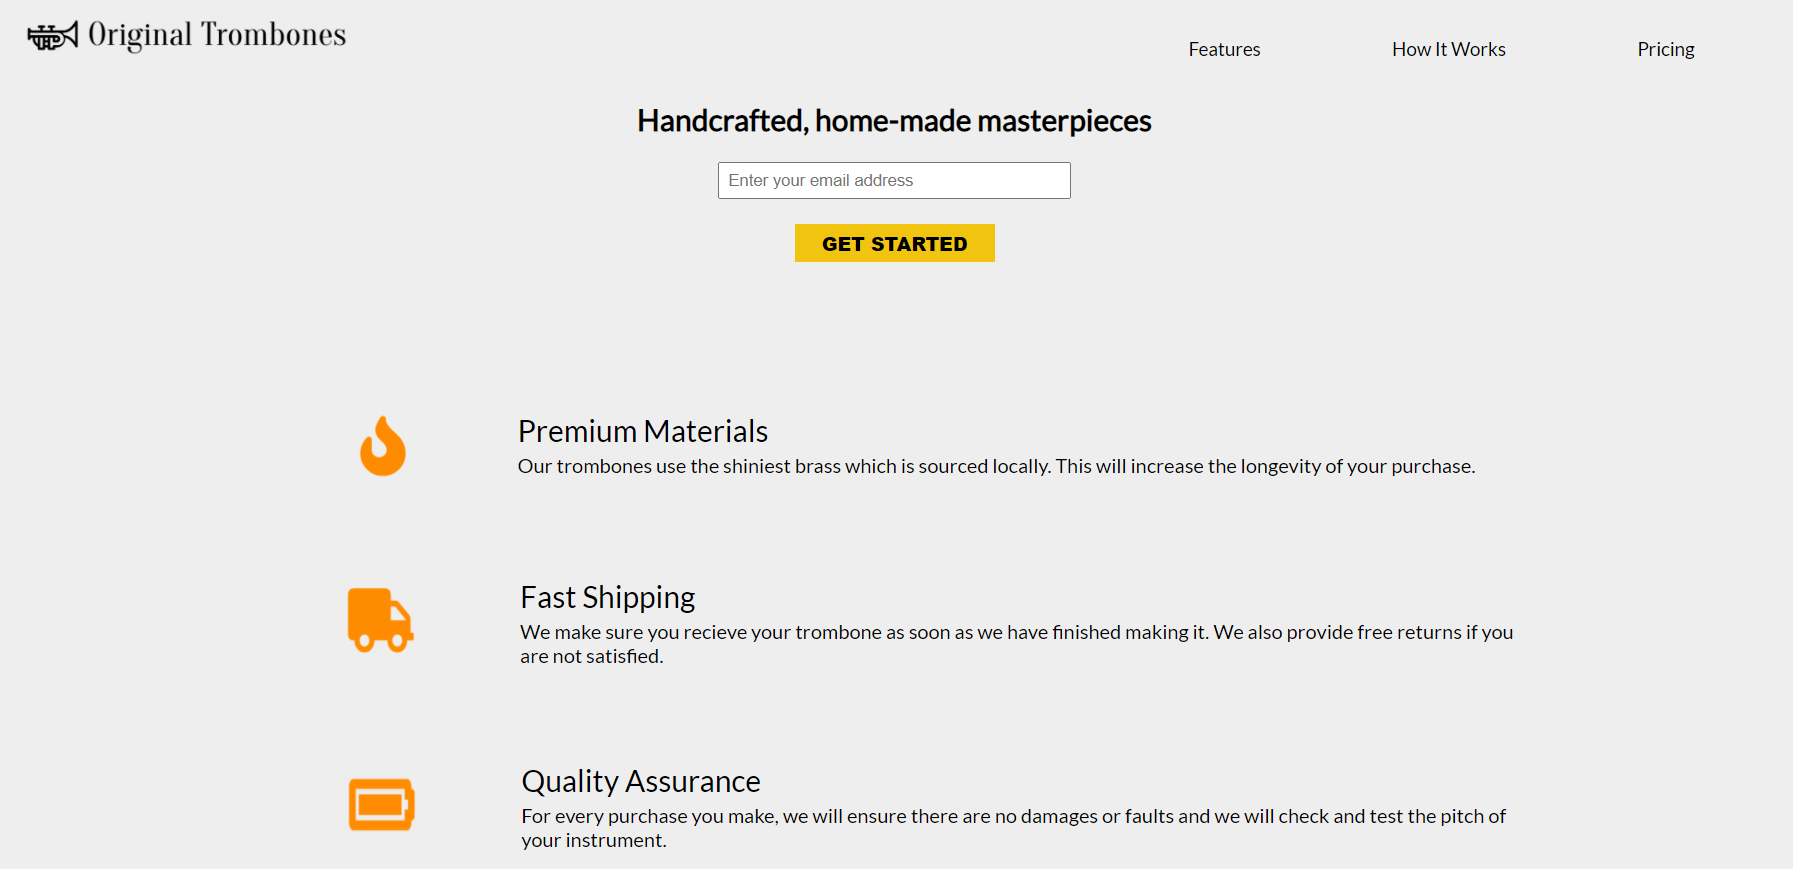 Original Trombones
Features
How It Works
Pricing
Handcrafted, home-made masterpieces
Enter your email address
GET STARTED
Premium Materials
Our trombones use the shiniest brass which is sourced locally. This will increase the longevity of your purchase.
Fast Shipping
We make sure you recieve your trombone as soon as we have finished making it. We also provide free returns if you
are not satisfied.
Quality Assurance
For every purchase you make, we will ensure there are no damages or faults and we will check and test the pitch of
your instrument.